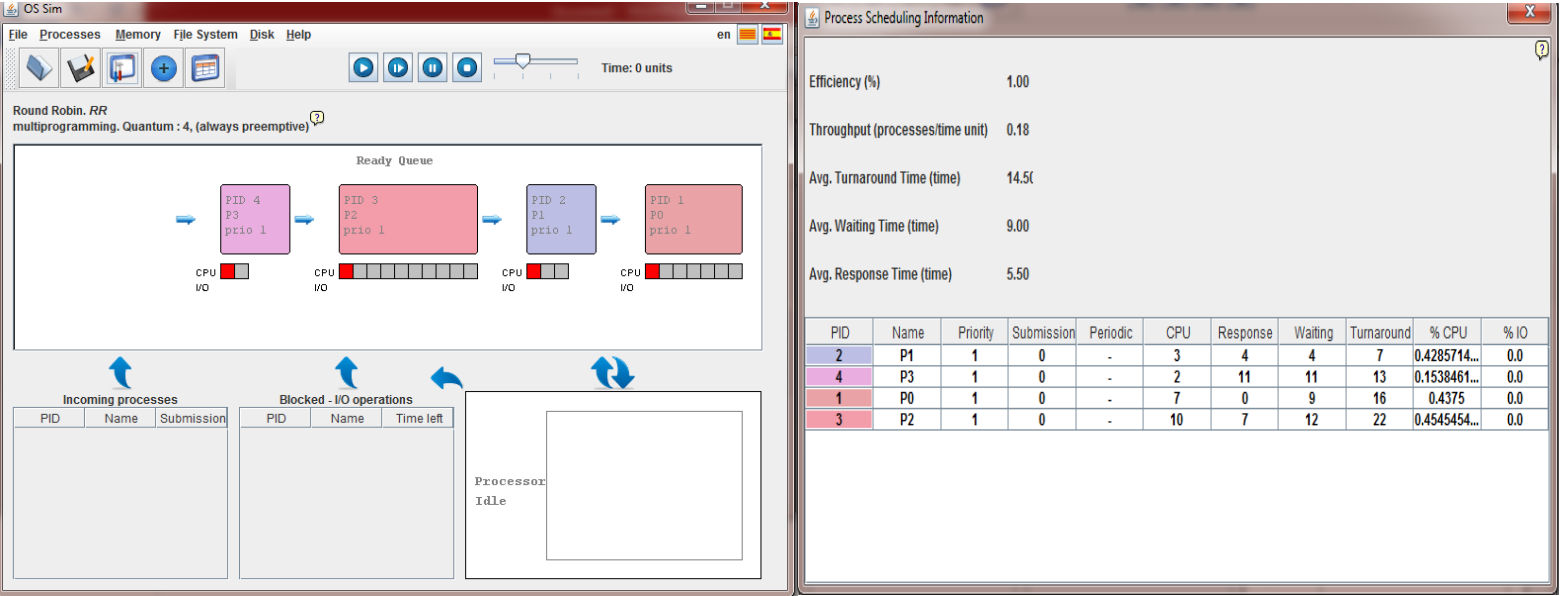 OS Sim
File Processes Memory File System Disk Help
en
Time: 0 units
Round Robin. RR
multiprogramming. Quantum : 4, (always preemptive)
?
Ready Queue
PID 4
P3
prio 1
PID 3
P2
prio 1
PID 2
P1
prio 1
PID 1
P0
prio 1
CPU
I/O
CPU
I/O
CPU
I/O
CPU
I/O
Incoming processes
PID Name Submission
Blocked - I/O operations
PID Name Time left
Processor
Idle
Process Scheduling Information
X
?
Efficiency (%) 1.00
Throughput (processes/time unit) 0.18
Avg. Turnaround Time (time) 14.50
Avg. Waiting Time (time) 9.00
Avg. Response Time (time) 5.50
PID Name Priority Submission Periodic CPU Response Waiting Turnaround % CPU % IO
2 P1 1 0 - 3 4 4 7 0.4285714... 0.0
4 P3 1 0 - 2 11 11 13 0.1538461... 0.0
1 P0 1 0 - 7 0 9 16 0.4375 0.0
3 P2 1 0 - 10 7 12 22 0.4545454... 0.0